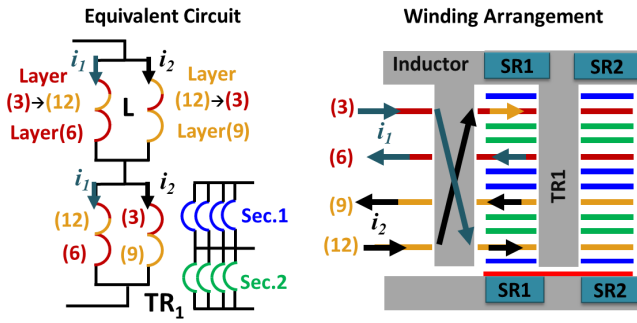 Equivalent Circuit
i1
i2
Layer
(3)→(12)
Layer(6)
L
Layer
(12)→(3)
Layer(9)
i1
i2
(12)
(6)
(3)
(9)
Sec.1
Sec.2
TR1
Winding Arrangement
Inductor
SR1
SR2
(3)
i1
(6)
(9)
i2
(12)
TR1
SR1
SR2